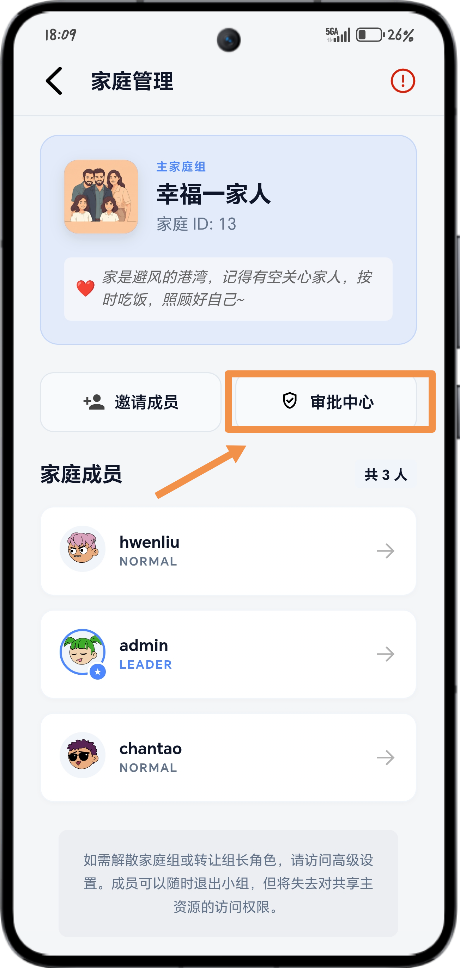 18:09
5GA
26%
家庭管理
主家庭组
幸福一家人
家庭 ID: 13
家是避风的港湾，记得有空关心家人，按
时吃饭，照顾好自己~
邀请成员
审批中心
家庭成员
共 3 人
hwenliu
NORMAL
admin
LEADER
chantao
NORMAL
如需解散家庭组或转让组长角色，请访问高级设
置。成员可以随时退出小组，但将失去对共享主
资源的访问权限。